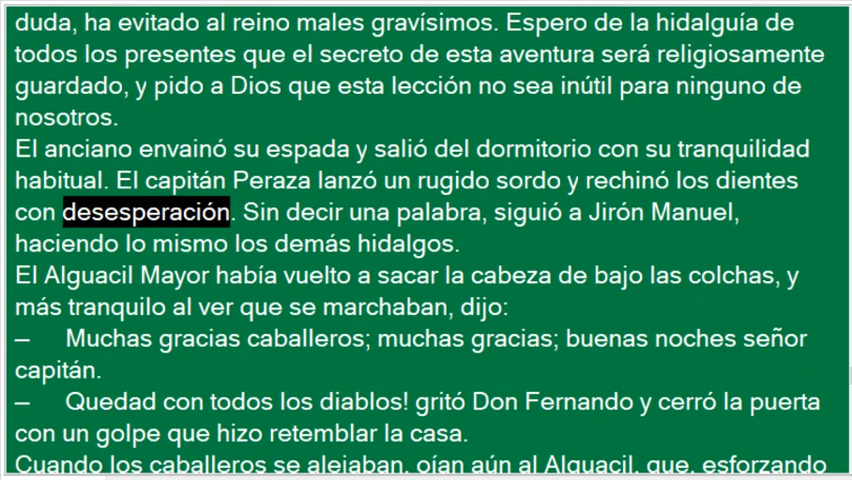 duda, ha evitado al reino males gravísimos. Espero de la hidalguía de
todos los presentes que el secreto de esta aventura será religiosamente
guardado, y pido a Dios que esta lección no sea inútil para ninguno de
nosotros.
El anciano envainó su espada y salió del dormitorio con su tranquilidad
habitual. El capitán Peraza lanzó un rugido sordo y rechinó los dientes
con desesperación. Sin decir una palabra, siguió a Jirón Manuel,
haciendo lo mismo los demás hidalgos.
El Alguacil Mayor había vuelto a sacar la cabeza de bajo las colchas, y
más tranquilo al ver que se marchaban, dijo:
– Muchas gracias caballeros; muchas gracias; buenas noches señor
capitán.
– Quedad con todos los diablos! gritó Don Fernando y cerró la puerta
con un golpe que hizo retemblar la casa.
Cuando los caballeros se alejaban, oían aún al Alguacil, que, esforzando